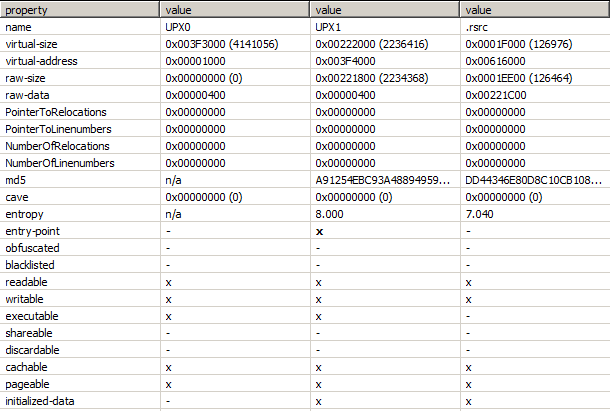 property value value value
name UPX0 UPX1 .rsrc
virtual-size 0x003F3000 (4141056) 0x00222000 (2236416) 0x0001F000 (126976)
virtual-address 0x00001000 0x003F4000 0x00616000
raw-size 0x00000000 (0) 0x00221800 (2234368) 0x0001EE00 (126464)
raw-data 0x00000400 0x00000400 0x00221C00
PointerToRelocations 0x00000000 0x00000000 0x00000000
PointerToLinenumbers 0x00000000 0x00000000 0x00000000
NumberOfRelocations 0x00000000 0x00000000 0x00000000
NumberOfLinenumbers 0x00000000 0x00000000 0x00000000
md5 n/a A91254EBC93A48894959... DD44346E80D8C10CB108...
cave 0x00000000 (0) 0x00000000 (0) 0x00000000 (0)
entropy n/a 8.000 7.040
entry-point - x -
obfuscated - - -
blacklisted - - -
readable x x x
writable x x x
executable x x -
shareable - - -
discardable - - -
cachable x x x
pageable x x x
initialized-data - x x